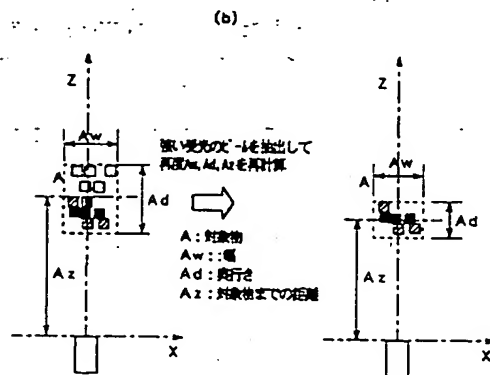 (b)
Z
Z
Aw
強い受光のビームを抽出して
再度Aw,Ad,Azを再計算
Aw
A
A
Ad
Ad
A:対象物
Aw::幅
Ad:奥行き
Az:対象物までの距離
Az
Az
X
X